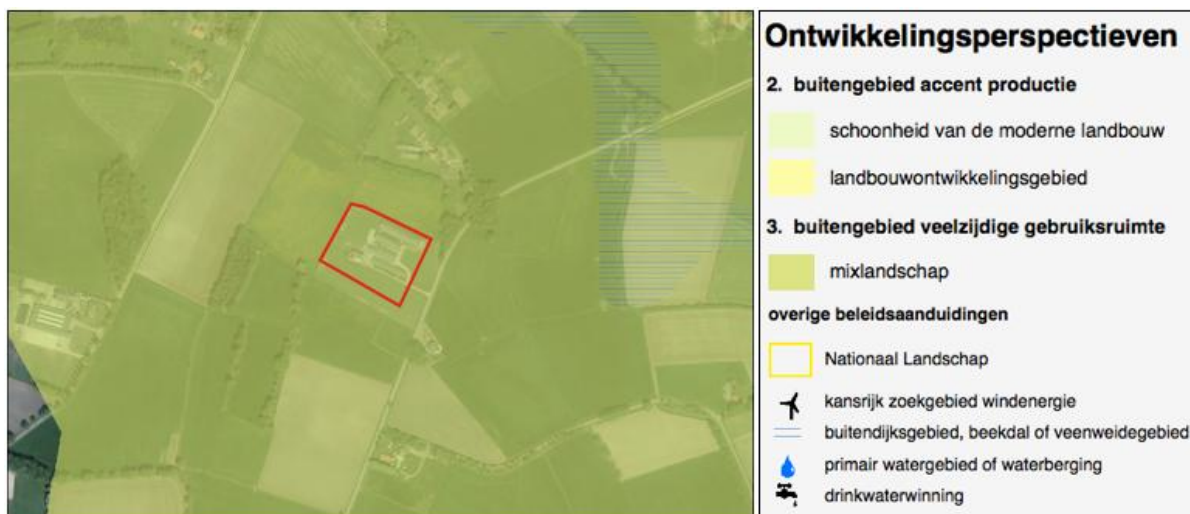 Ontwikkelingsperspectieven
2. buitengebied accent productie
schoonheid van de moderne landbouw
landbouwontwikkelingsgebied
3. buitengebied veelzijdige gebruiksruimte
mixlandschap
overige beleidsaanduidingen
Nationaal Landschap
kansrijk zoekgebied windenergie
buitendijksgebied, beekdal of veenweidegebied
primair watergebied of waterberging
drinkwaterwinning